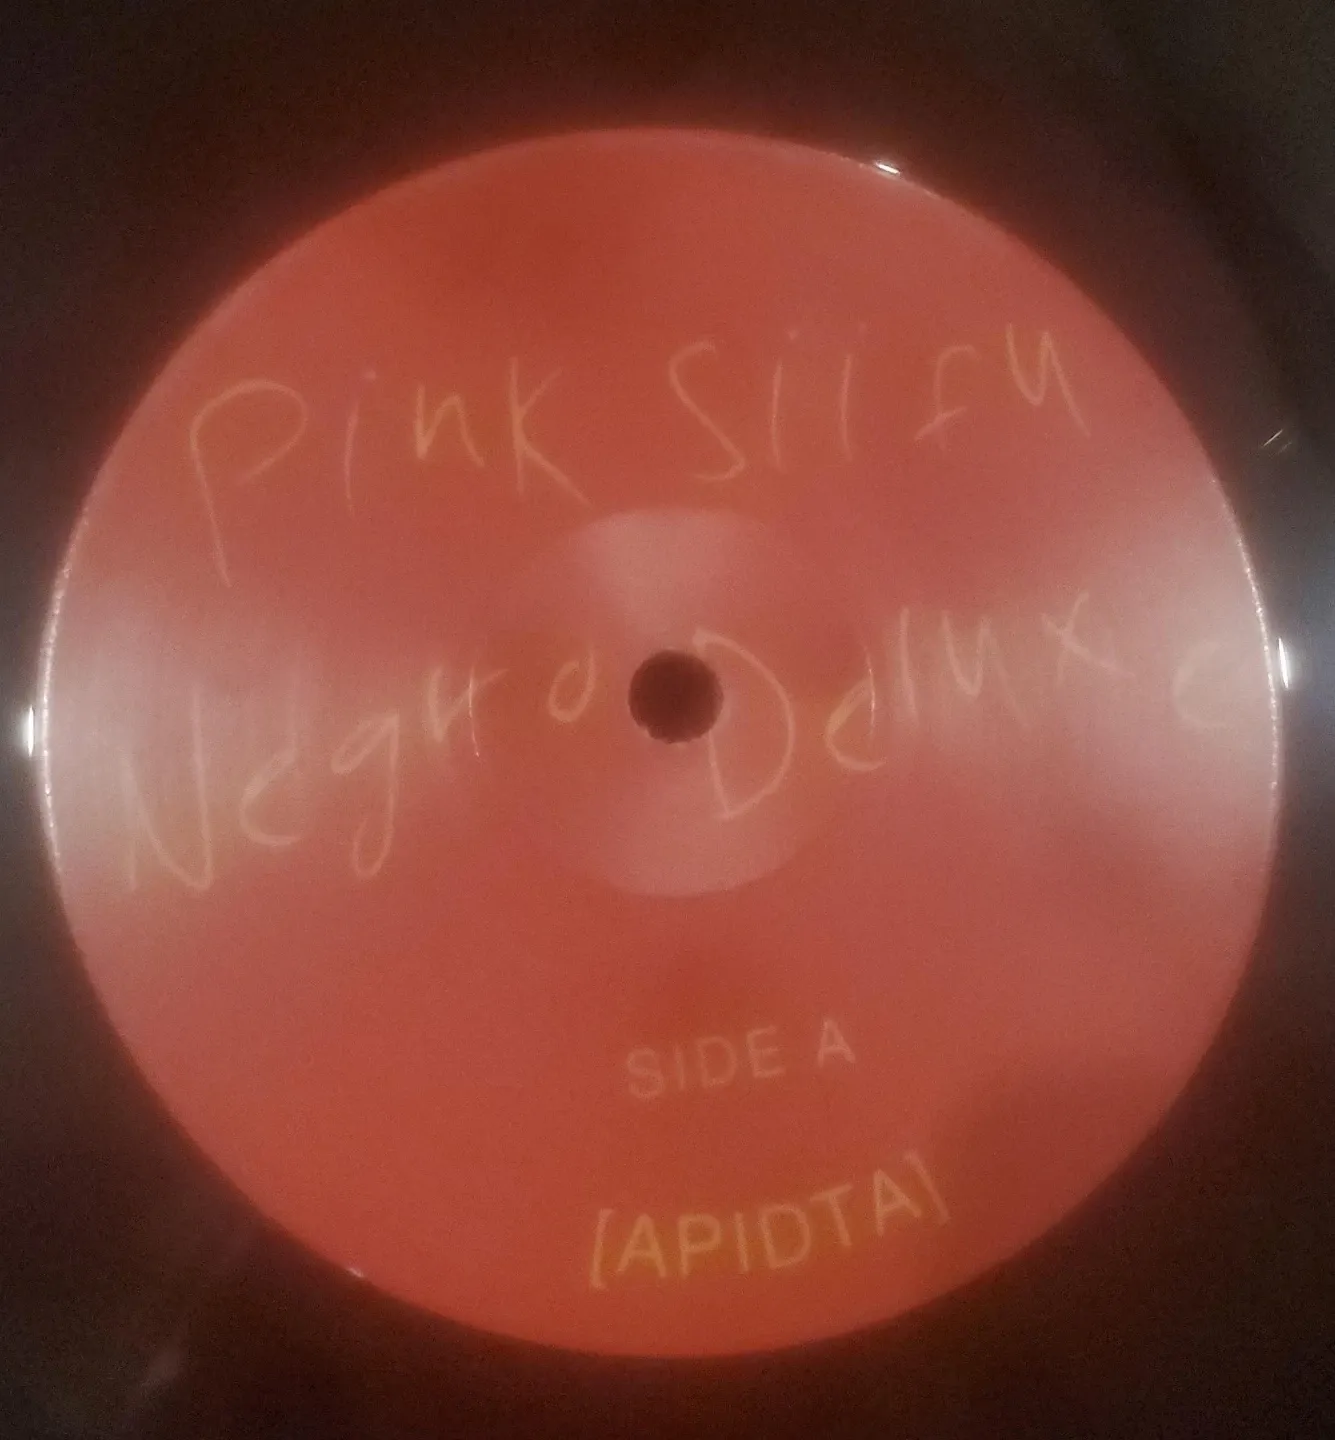 Pink Siifu
Negro Deluxe
SIDE A
[APIDTA]